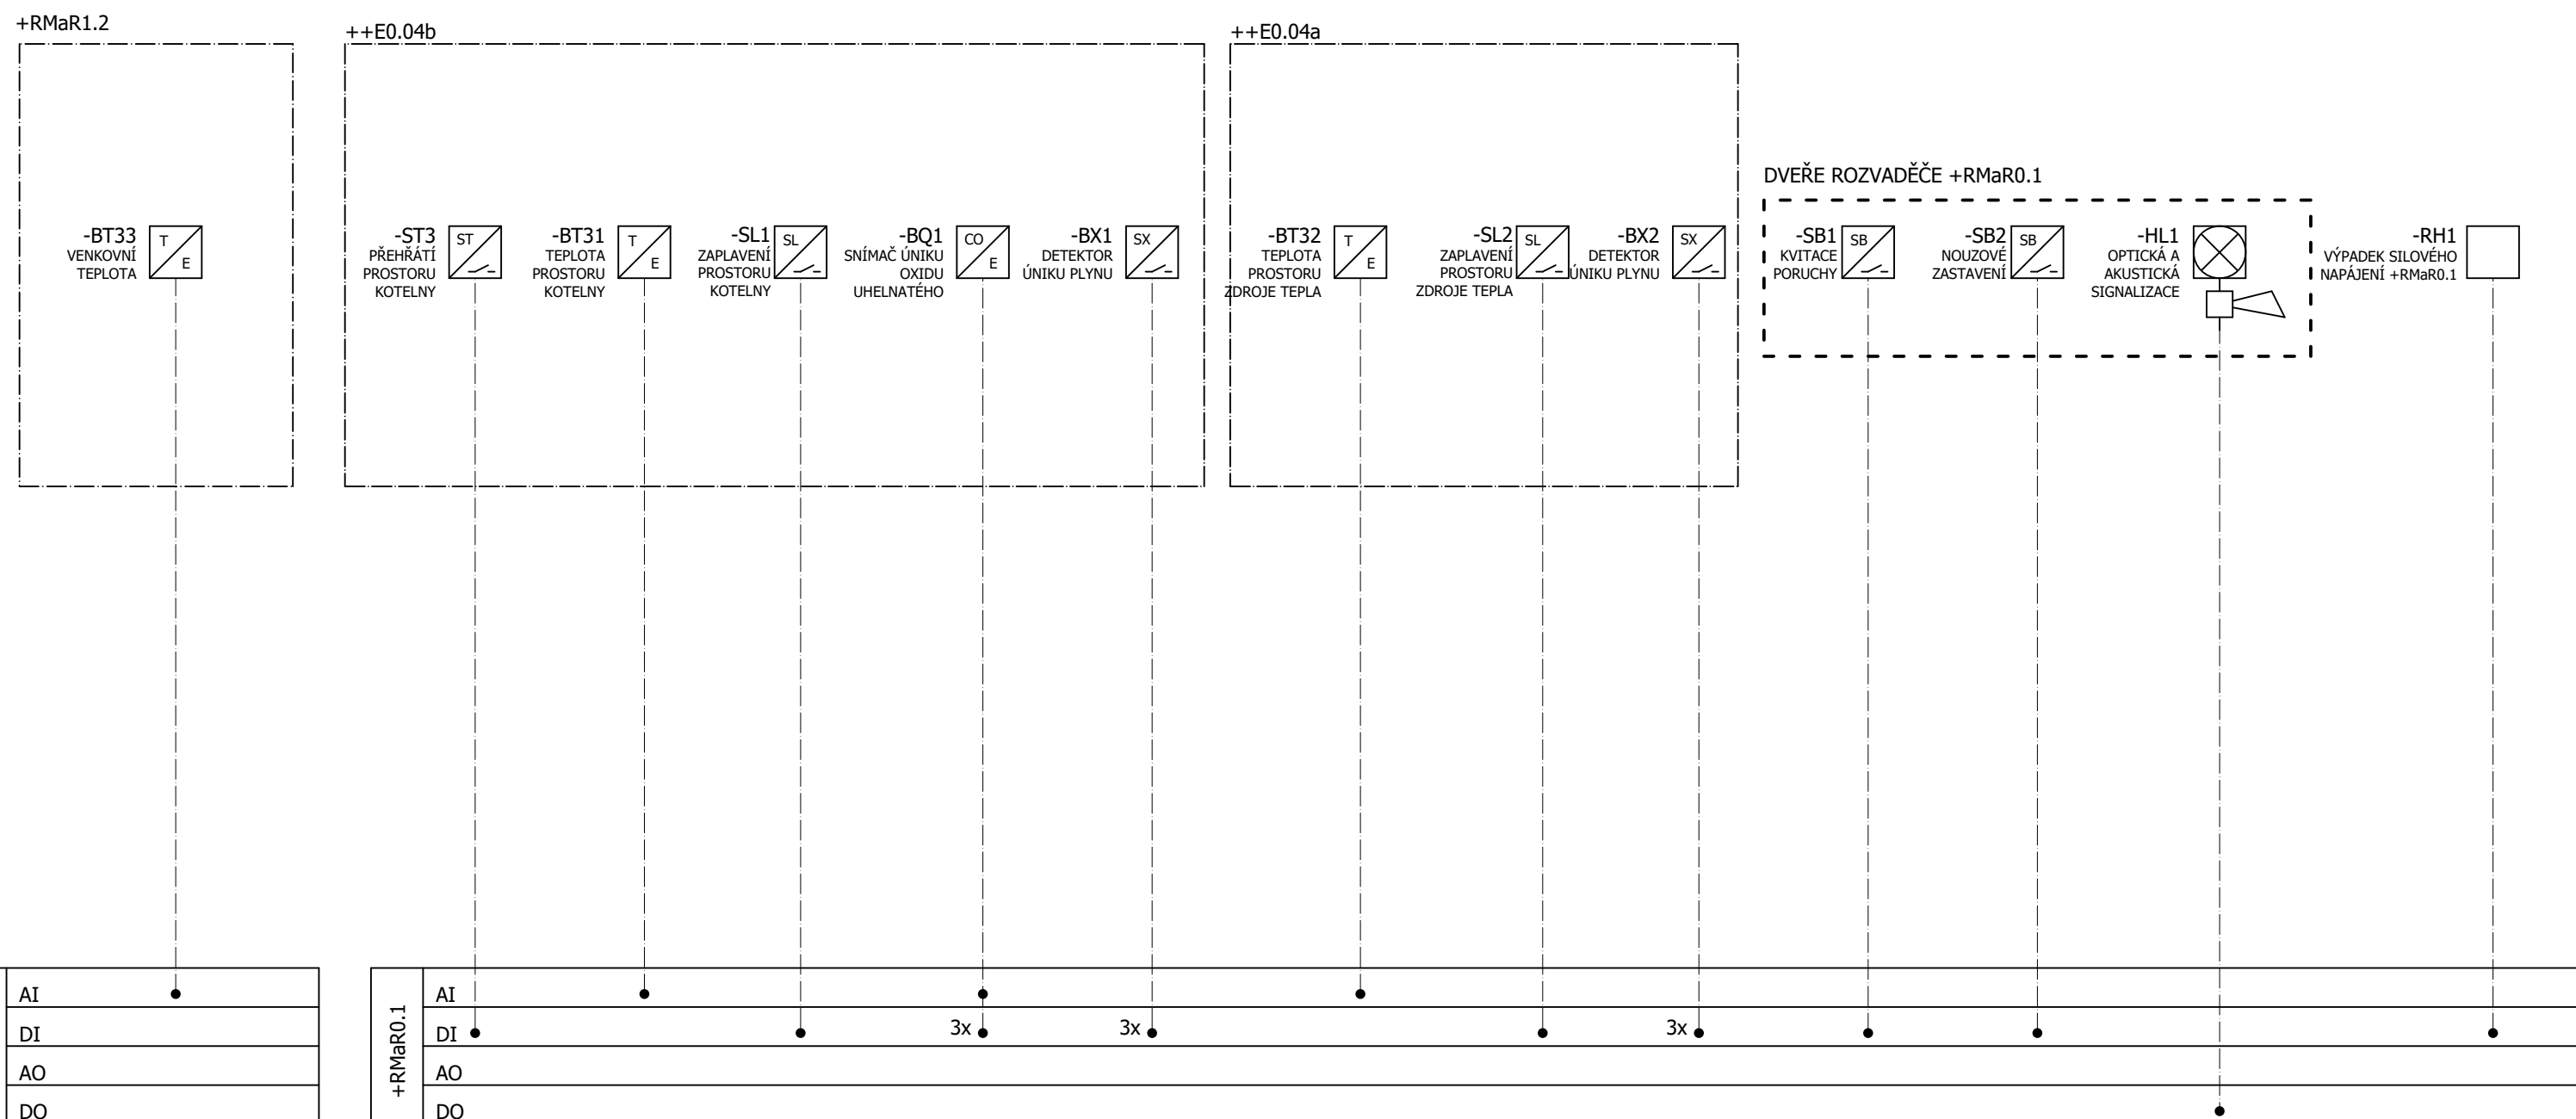 +RMaR1.2
++E0.04b
++E0.04a
DVEŘE ROZVADĚČE +RMaR0.1
-BT33
VENKOVNÍ
TEPLOTA
T
E
-ST3
PŘEHŘÁTÍ
PROSTORU
KOTELNY
ST
-BT31
TEPLOTA
PROSTORU
KOTELNY
T
E
-SL1
ZAPLAVENÍ
PROSTORU
KOTELNY
SL
-BQ1
SNÍMAČ ÚNIKU
OXIDU
UHELNATÉHO
CO
E
-BX1
DETEKTOR
ÚNIKU PLYNU
SX
-BT32
TEPLOTA
PROSTORU
ZDROJE TEPLA
T
E
-SL2
ZAPLAVENÍ
PROSTORU
ZDROJE TEPLA
SL
-BX2
DETEKTOR
ÚNIKU PLYNU
SX
-SB1
KVITACE
PORUCHY
SB
-SB2
NOUZOVÉ
ZASTAVENÍ
SB
-HL1
OPTICKÁ A
AKUSTICKÁ
SIGNALIZACE
-RH1
VÝPADEK SILOVÉHO
NAPÁJENÍ +RMaR0.1
AI
DI
AO
DO
+RMaR0.1
AI
DI
3x
3x
3x
AO
DO